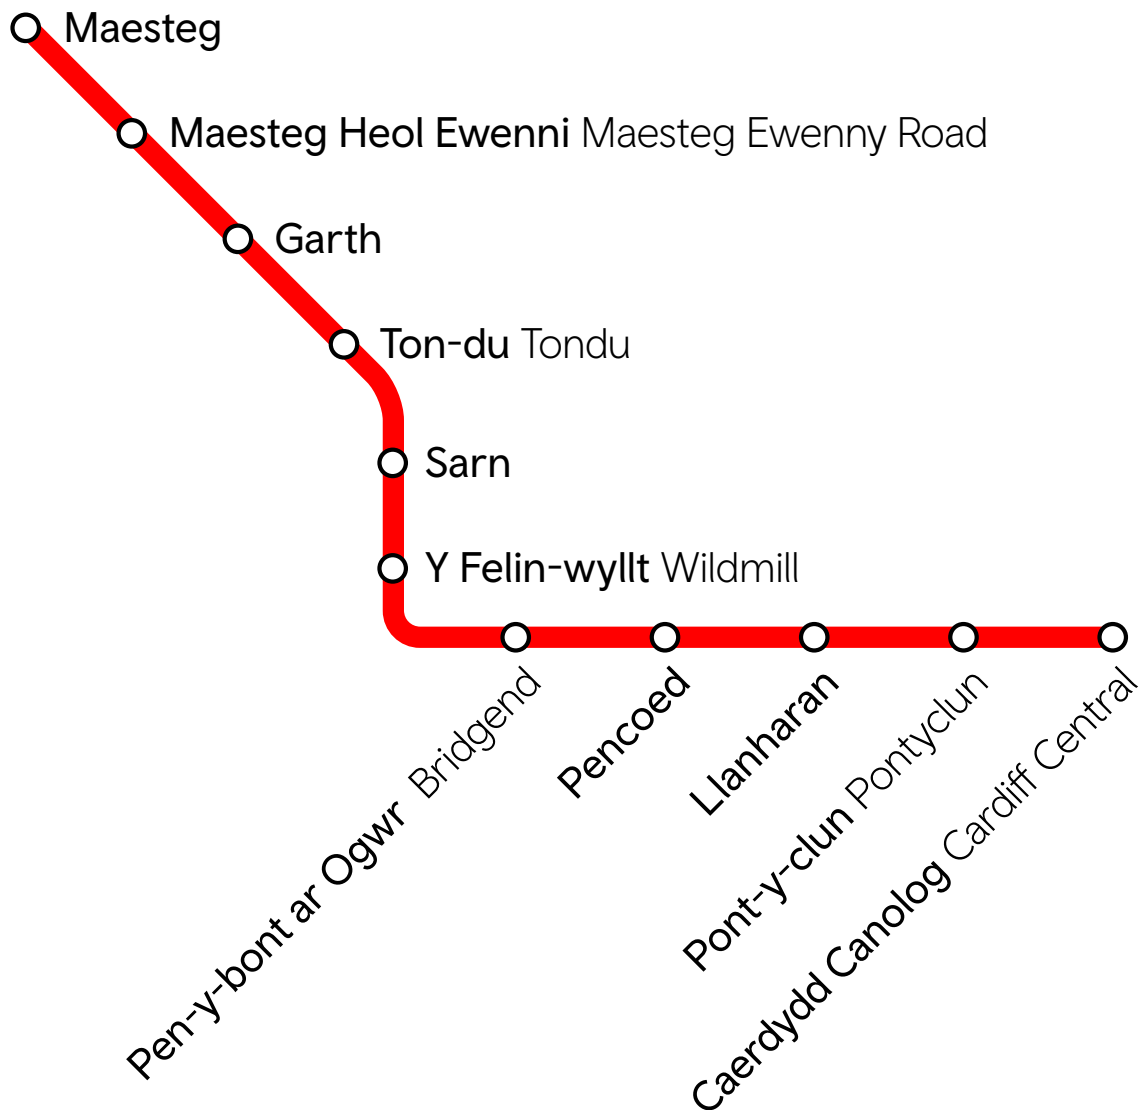 Maesteg
Maesteg Heol Ewenni Maesteg Ewenny Road
Garth
Ton-du Tondu
Sarn
Y Felin-wyllt Wildmill
Pen-y-bont ar Ogwr Bridgend
Pencoed
Llanharan
Pont-y-clun Pontyclun
Caerdydd Canolog Cardiff Central